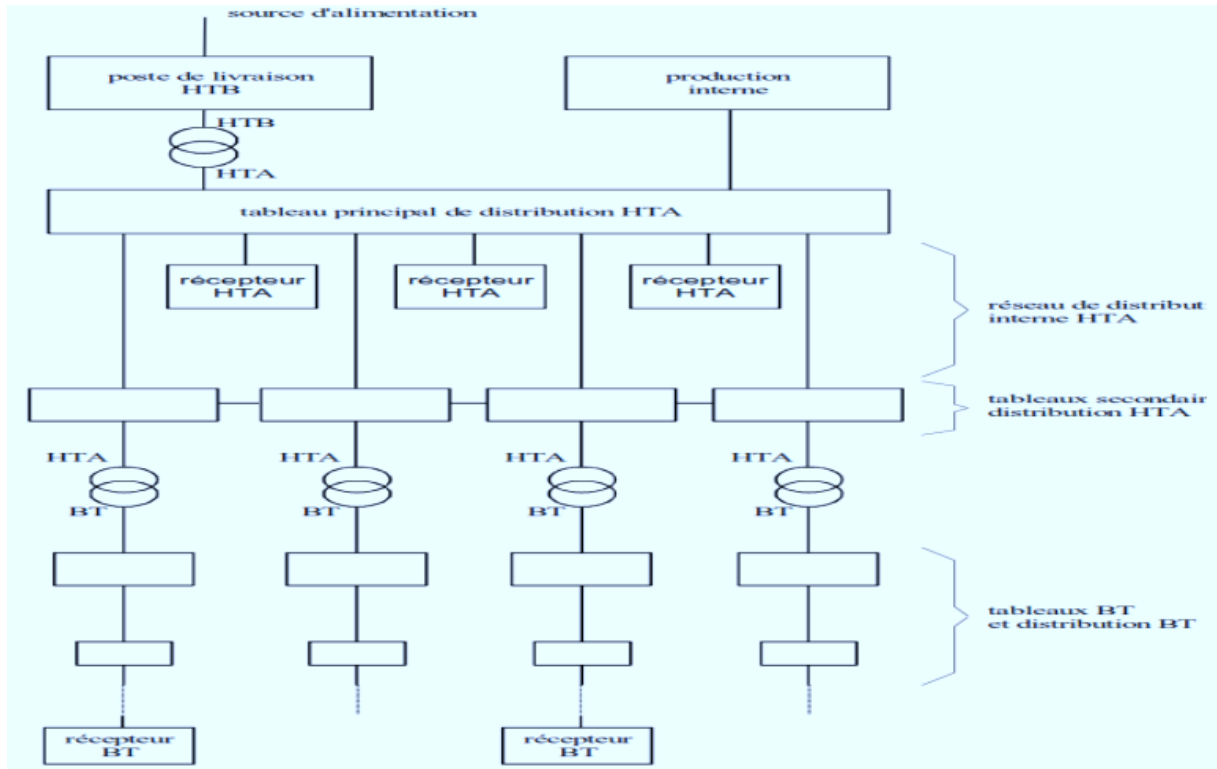 source d'alimentation
poste de livraison
HTB
production
interne
HTB
HTA
tableau principal de distribution HTA
récepteur
HTA
récepteur
HTA
récepteur
HTA
réseau de distribut
interne HTA
tableaux secondair
distribution HTA
HTA
HTA
HTA
HTA
BT
BT
BT
BT
tableaux BT
et distribution BT
récepteur
BT
récepteur
BT